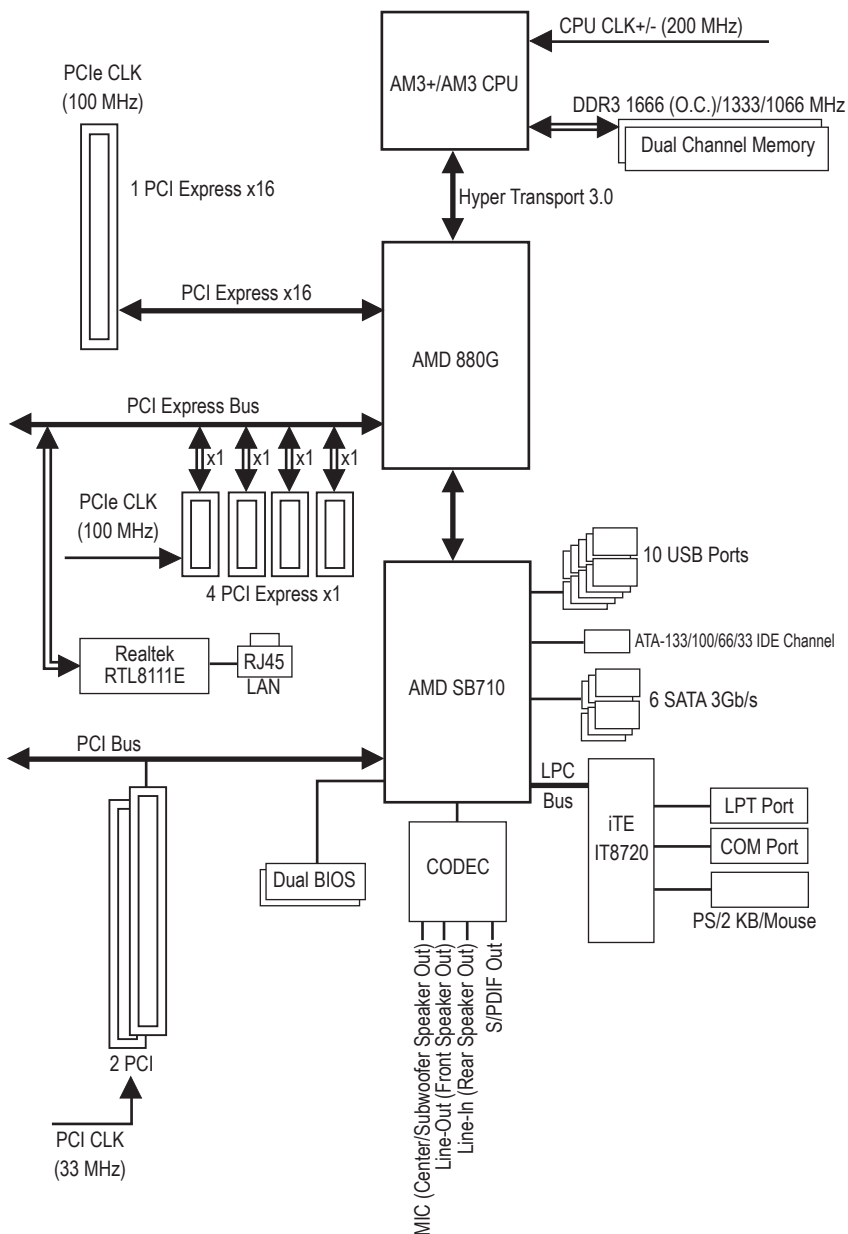 CPU CLK+/- (200 MHz)
AM3+/AM3 CPU
DDR3 1666 (O.C.)/1333/1066 MHz
Dual Channel Memory
Hyper Transport 3.0
PCIe CLK
(100 MHz)
1 PCI Express x16
PCI Express x16
AMD 880G
PCI Express Bus
x1
x1
x1
x1
PCIe CLK
(100 MHz)
4 PCI Express x1
Realtek
RTL8111E
RJ45
LAN
10 USB Ports
ATA-133/100/66/33 IDE Channel
AMD SB710
6 SATA 3Gb/s
PCI Bus
LPC
Bus
iTE
IT8720
LPT Port
COM Port
PS/2 KB/Mouse
Dual BIOS
CODEC
MIC (Center/Subwoofer Speaker Out)
Line-Out (Front Speaker Out)
Line-In (Rear Speaker Out)
S/PDIF Out
2 PCI
PCI CLK
(33 MHz)